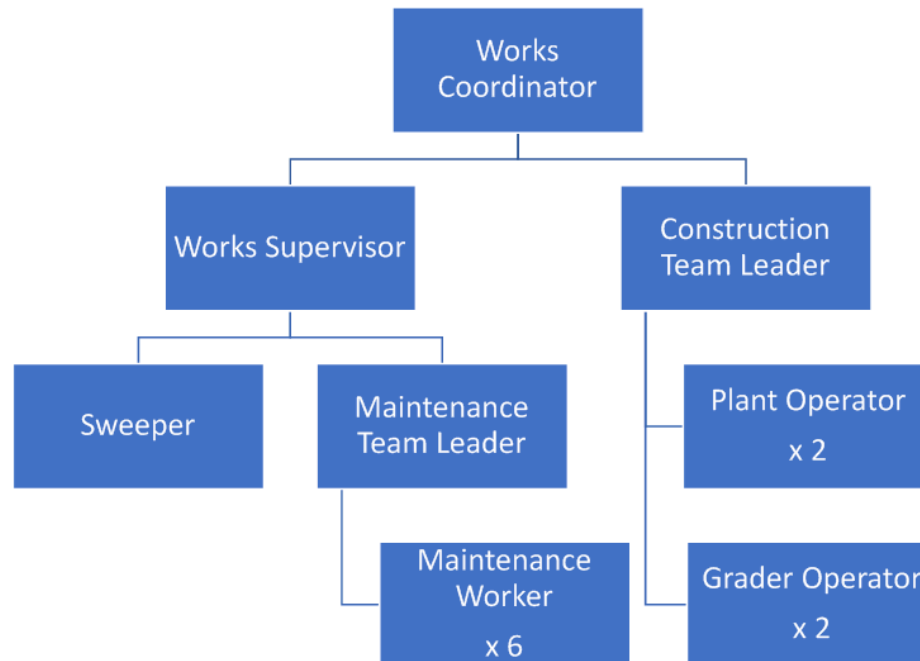 Works
Coordinator
Works Supervisor
Construction
Team Leader
Sweeper
Maintenance
Team Leader
Plant Operator
x 2
Maintenance
Worker
x 6
Grader Operator
x 2